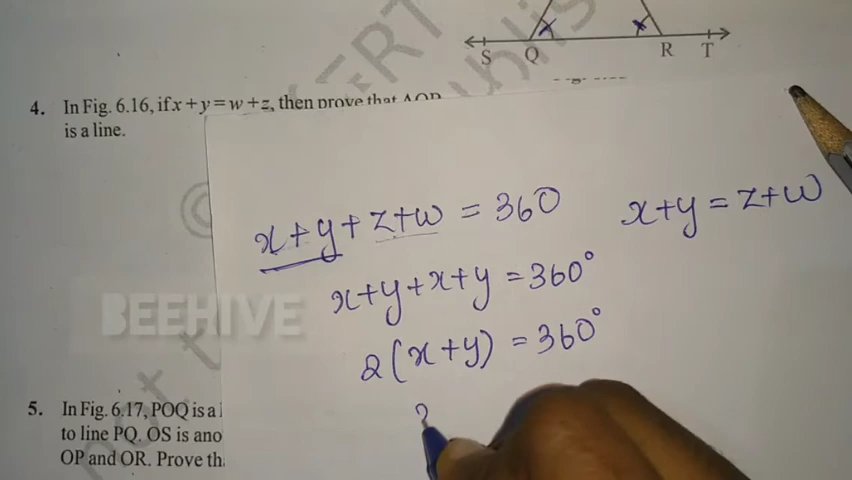 S Q R T
4. In Fig. 6.16, if x + y = w + z, then prove that AOB
is a line.
x+y+z+w = 360
x+y = z+w
x+y+x+y = 360°
2(x+y) = 360°
BEEHIVE
5. In Fig. 6.17, POQ is a
to line PQ. OS is ano
OP and OR. Prove th